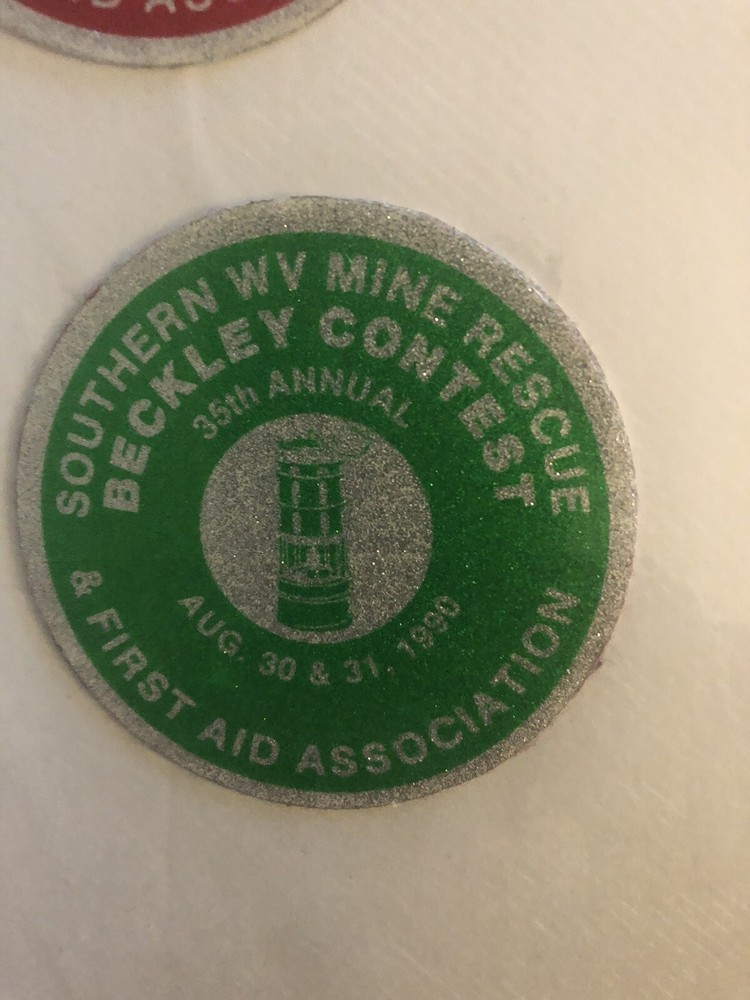 SOUTHERN WV MINE RESCUE
BECKLEY CONTEST
35th ANNUAL
AUG. 30 & 31, 1990
& FIRST AID ASSOCIATION